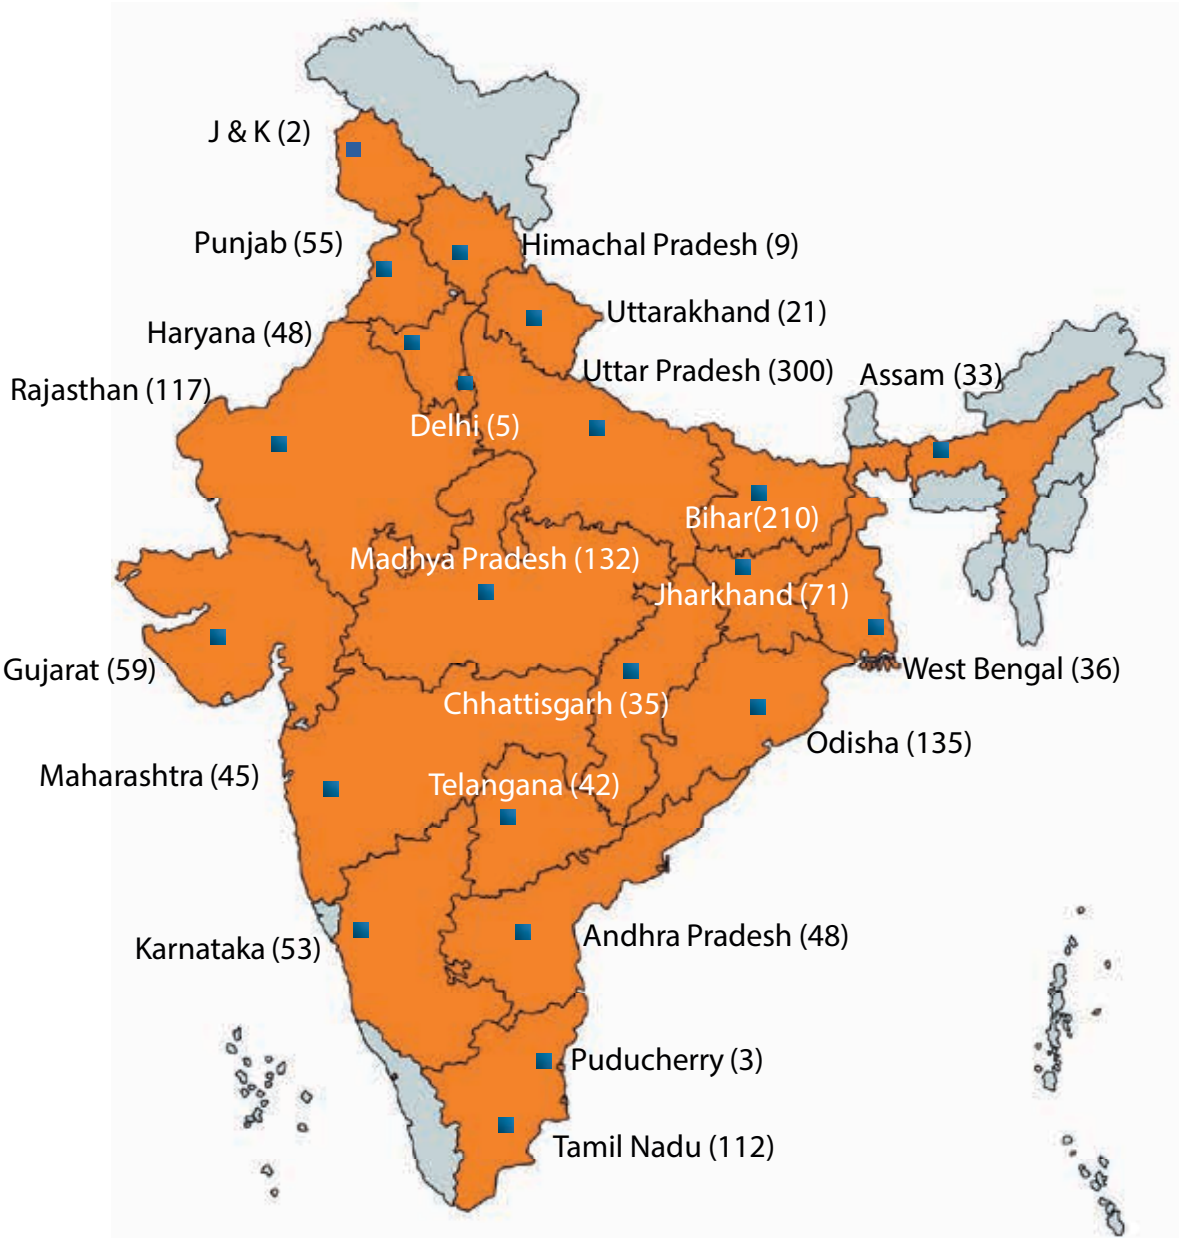 J & K (2)
Punjab (55)
Himachal Pradesh (9)
Uttarakhand (21)
Haryana (48)
Uttar Pradesh (300)
Assam (33)
Rajasthan (117)
Delhi (5)
Bihar(210)
Madhya Pradesh (132)
Jharkhand (71)
Gujarat (59)
West Bengal (36)
Chhattisgarh (35)
Odisha (135)
Maharashtra (45)
Telangana (42)
Andhra Pradesh (48)
Karnataka (53)
Puducherry (3)
Tamil Nadu (112)